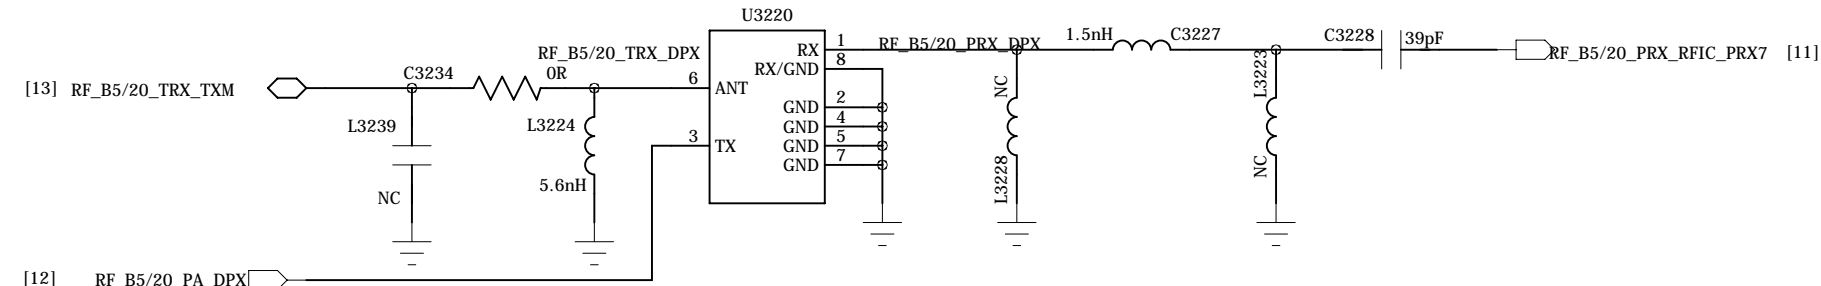 U3220
RF_B5/20_TRX_DPX
RX
1
RF_B5/20_PRX_DPX
1.5nH
C3227
C3228
39pF
RF_B5/20_PRX_RFIC_PRX7
[11]
RX/GND
8
[13]
RF_B5/20_TRX_TXM
C3234
0R
6
ANT
GND
2
NC
L3223
L3239
L3224
GND
4
3
TX
GND
5
GND
7
NC
5.6nH
L3228
NC
[12]
RF_B5/20_PA_DPX